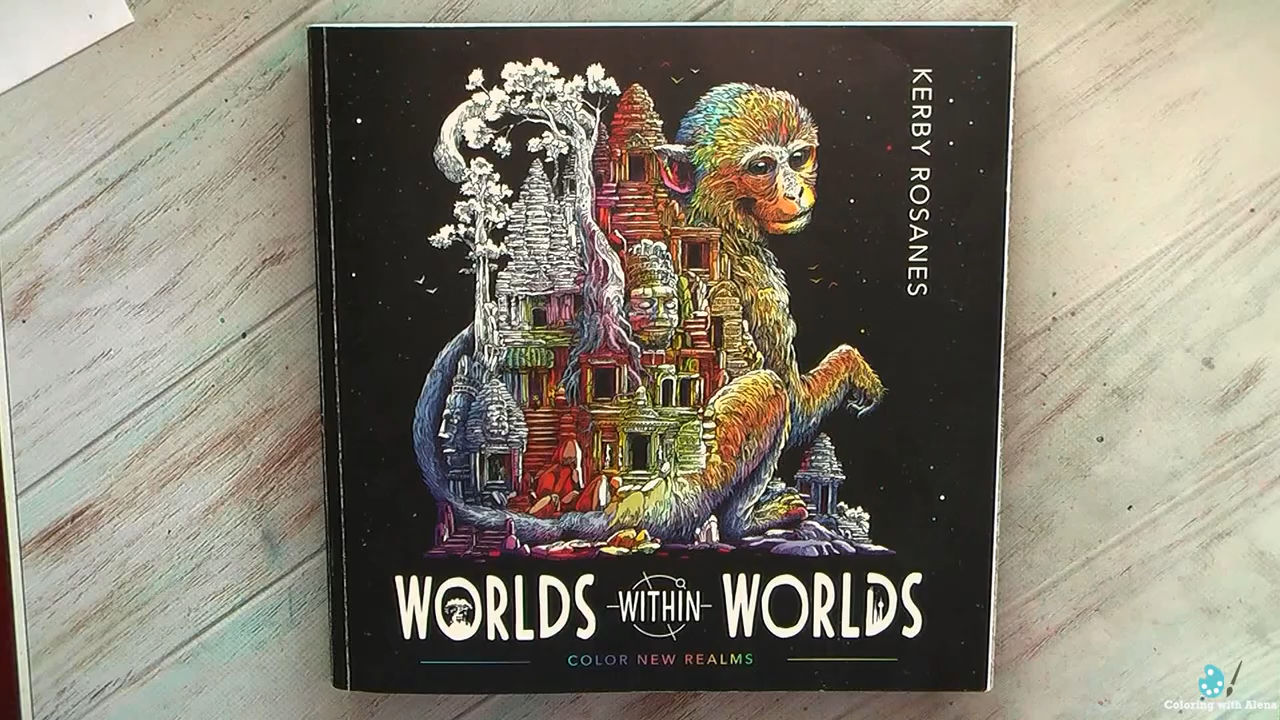 KERBY ROSANES
WORLDS WITHIN WORLDS
COLOR NEW REALMS
Coloring with Alena